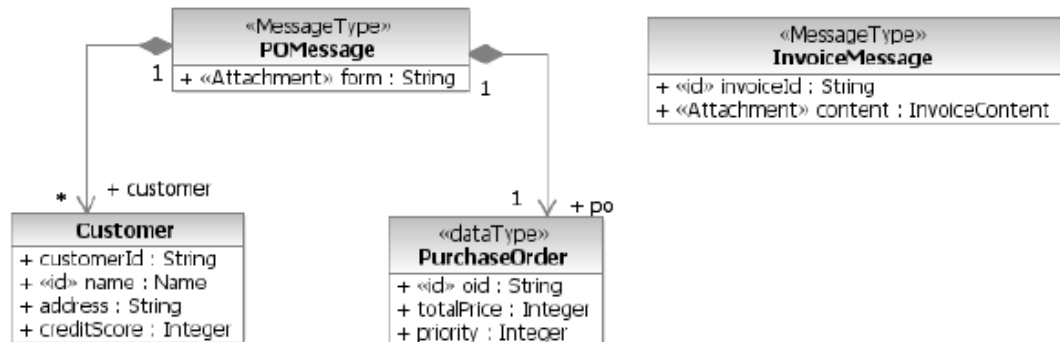 «MessageType»
POMessage
+ «Attachment» form : String
1
1
«MessageType»
InvoiceMessage
+ «id» invoiceId : String
+ «Attachment» content : InvoiceContent
*
+ customer
1
+ po
Customer
+ customerId : String
+ «id» name : Name
+ address : String
+ creditScore : Integer
«dataType»
PurchaseOrder
+ «id» oid : String
+ totalPrice : Integer
+ priority : Integer